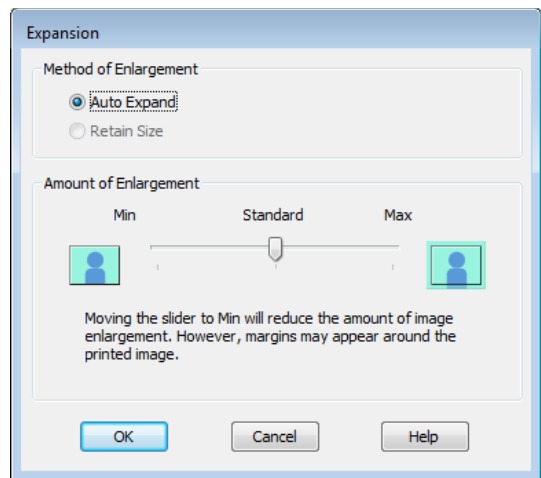 Expansion
Method of Enlargement
Auto Expand
Retain Size
Amount of Enlargement
Min Standard Max
Moving the slider to Min will reduce the amount of image
enlargement. However, margins may appear around the
printed image.
OK Cancel Help